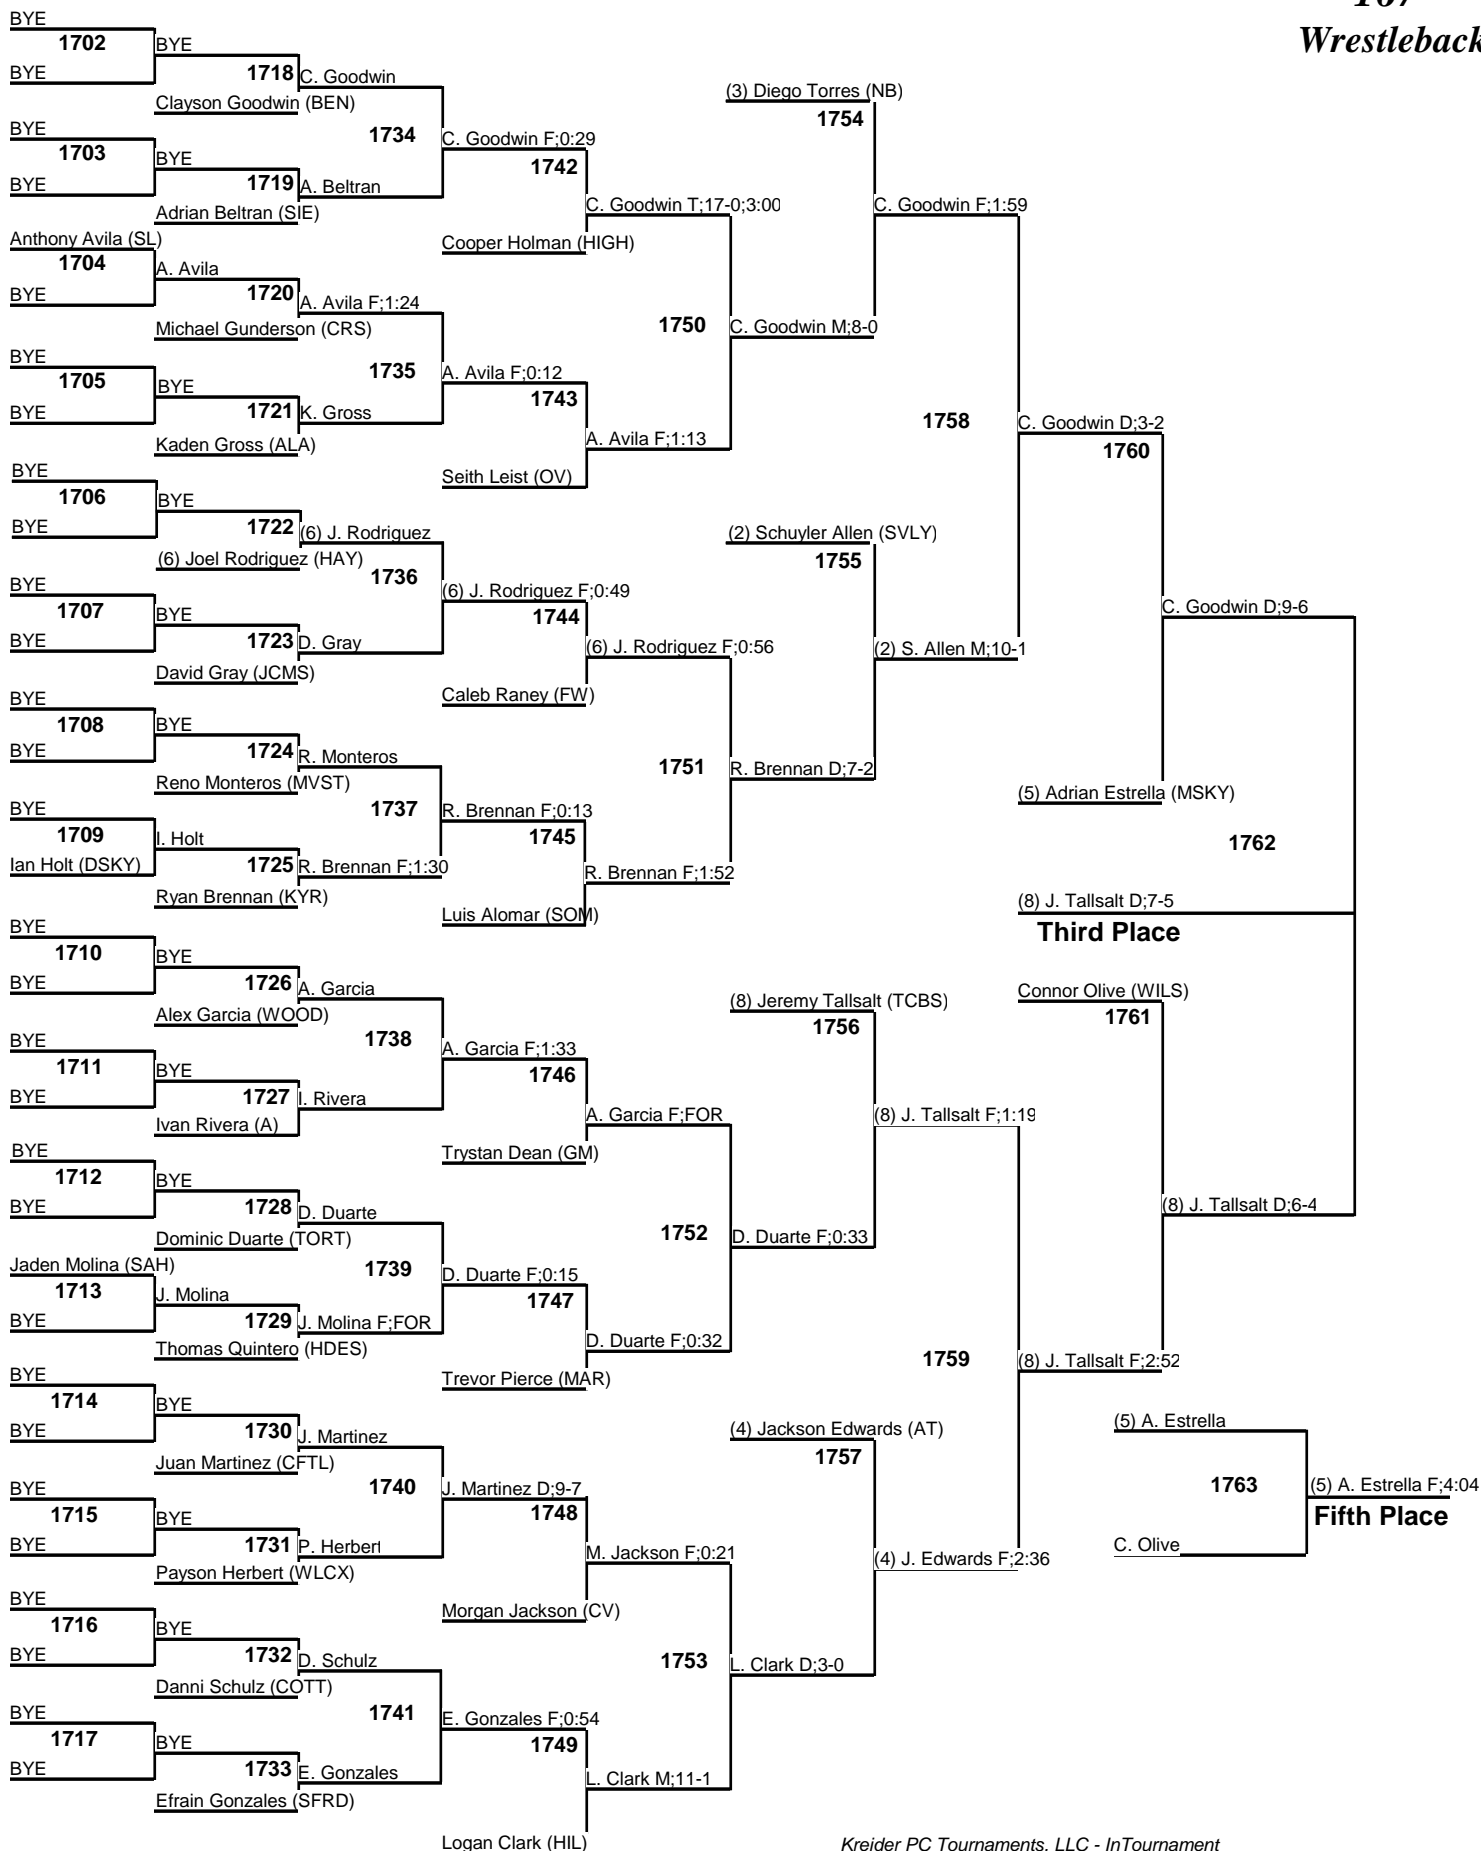 167
Wrestleback
BYE
1702
BYE
BYE
1718
C. Goodwin
Clayson Goodwin (BEN)
1734
BYE
1703
BYE
BYE
1719
A. Beltran
Adrian Beltran (SIE)
C. Goodwin F;0:29
1742
C. Goodwin T;17-0;3:00
Cooper Holman (HIGH)
(3) Diego Torres (NB)
1754
C. Goodwin F;1:59
Anthony Avila (SL)
1704
BYE
A. Avila
1720
A. Avila F;1:24
Michael Gunderson (CRS)
1735
BYE
1705
BYE
BYE
1721
K. Gross
Kaden Gross (ALA)
A. Avila F;0:12
1743
A. Avila F;1:13
Seith Leist (OV)
1750
C. Goodwin M;8-0
1758
C. Goodwin D;3-2
1760
BYE
1706
BYE
BYE
1722
(6) J. Rodriguez
(6) Joel Rodriguez (HAY)
1736
BYE
1707
BYE
BYE
1723
D. Gray
David Gray (JCMS)
(6) J. Rodriguez F;0:49
1744
(6) J. Rodriguez F;0:56
Caleb Raney (FW)
(2) Schuyler Allen (SVLY)
1755
(2) S. Allen M;10-1
C. Goodwin D;9-6
BYE
1708
BYE
BYE
1724
R. Monteros
Reno Monteros (MVST)
1737
BYE
1709
Ian Holt (DSKY)
I. Holt
1725
R. Brennan F;1:30
Ryan Brennan (KYR)
R. Brennan F;0:13
1745
R. Brennan F;1:52
Luis Alomar (SOM)
1751
R. Brennan D;7-2
(5) Adrian Estrella (MSKY)
1762
(8) J. Tallsalt D;7-5
Third Place
BYE
1710
BYE
BYE
1726
A. Garcia
Alex Garcia (WOOD)
1738
BYE
1711
BYE
BYE
1727
I. Rivera
Ivan Rivera (A)
A. Garcia F;1:33
1746
A. Garcia F;FOR
Trystan Dean (GM)
(8) Jeremy Tallsalt (TCBS)
1756
(8) J. Tallsalt F;1:19
Connor Olive (WILS)
1761
(8) J. Tallsalt D;6-4
BYE
1712
BYE
BYE
1728
D. Duarte
Dominic Duarte (TORT)
1739
Jaden Molina (SAH)
1713
BYE
J. Molina
1729
J. Molina F;FOR
Thomas Quintero (HDES)
D. Duarte F;0:15
1747
D. Duarte F;0:32
Trevor Pierce (MAR)
1752
D. Duarte F;0:33
1759
(8) J. Tallsalt F;2:52
BYE
1714
BYE
BYE
1730
J. Martinez
Juan Martinez (CFTL)
1740
BYE
1715
BYE
BYE
1731
P. Herbert
Payson Herbert (WLCX)
J. Martinez D;9-7
1748
M. Jackson F;0:21
Morgan Jackson (CV)
(4) Jackson Edwards (AT)
1757
(4) J. Edwards F;2:36
(5) A. Estrella
1763
(5) A. Estrella F;4:04
Fifth Place
C. Olive
BYE
1716
BYE
BYE
1732
D. Schulz
Danni Schulz (COTT)
1741
BYE
1717
BYE
BYE
1733
E. Gonzales
Efrain Gonzales (SFRD)
E. Gonzales F;0:54
1749
L. Clark M;11-1
Logan Clark (HIL)
1753
L. Clark D;3-0
Kreider PC Tournaments, LLC - InTournament